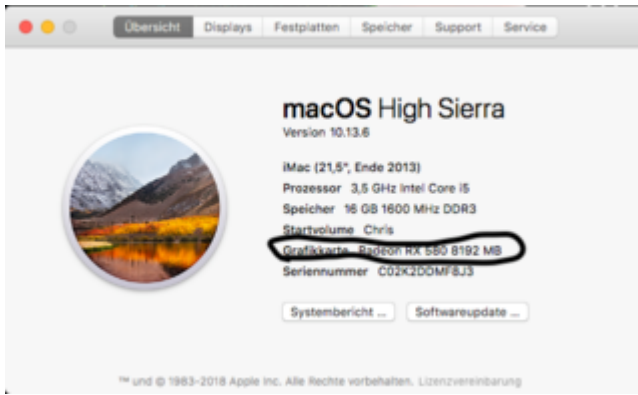 Übersicht Displays Festplatten Speicher Support Service
macOS High Sierra
Version 10.13.6
iMac (21,5", Ende 2013)
Prozessor 3,5 GHz Intel Core i5
Speicher 16 GB 1600 MHz DDR3
Startvolume Chris
Grafikkarte Radeon RX 580 8192 MB
Seriennummer C02K2DDMF8J3
Systembericht ... Softwareupdate ...
™ und © 1983-2018 Apple Inc. Alle Rechte vorbehalten. Lizenzvereinbarung